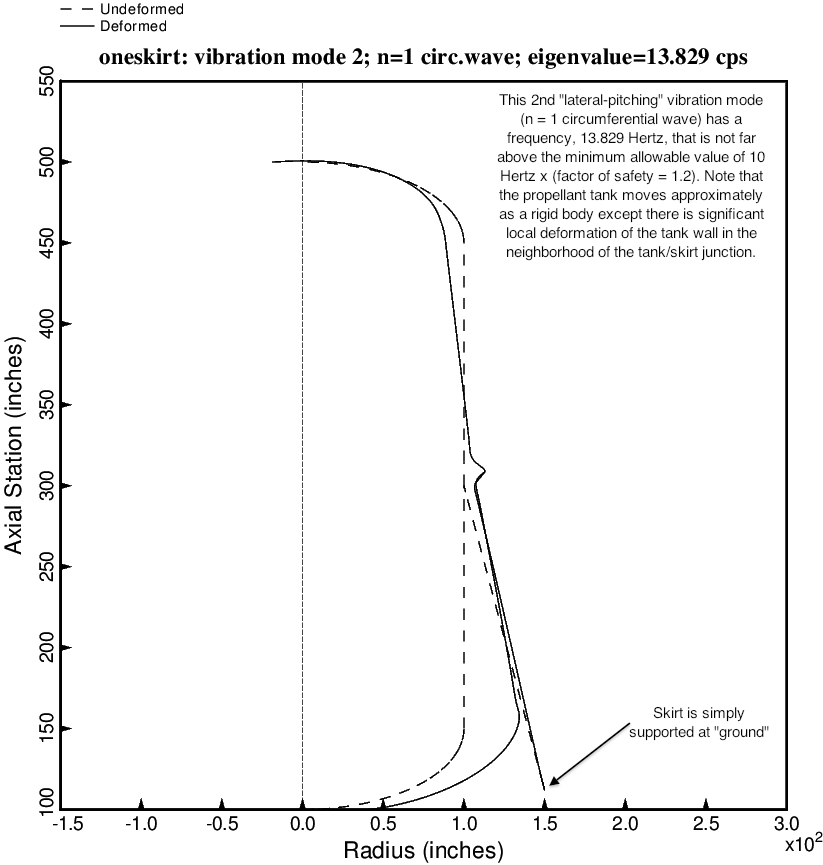 Undeformed
Deformed
oneskirt: vibration mode 2; n=1 circ.wave; eigenvalue=13.829 cps
This 2nd "lateral-pitching" vibration mode
(n = 1 circumferential wave) has a
frequency, 13.829 Hertz, that is not far
above the minimum allowable value of 10
Hertz x (factor of safety = 1.2). Note that
the propellant tank moves approximately
as a rigid body except there is significant
local deformation of the tank wall in the
neighborhood of the tank/skirt junction.
550
500
450
400
350
300
250
200
150
100
Axial Station (inches)
Skirt is simply
supported at "ground"
-1.5 -1.0 -0.5 0.0 0.5 1.0 1.5 2.0 2.5 3.0
x10²
Radius (inches)